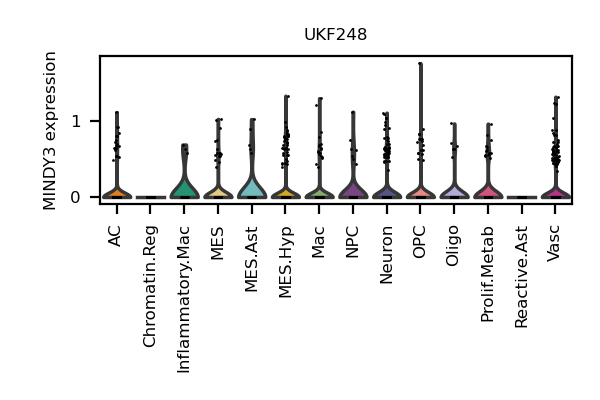 UKF248
MINDY3 expression
1
0
AC
Chromatin.Reg
Inflammatory.Mac
MES
MES.Ast
MES.Hyp
Mac
NPC
Neuron
OPC
Oligo
Prolif.Metab
Reactive.Ast
Vasc